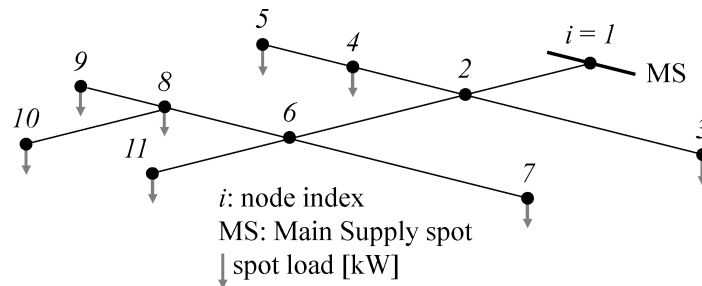 5
i = 1
4
9
2
MS
8
6
10
3
11
7
i: node index
MS: Main Supply spot
spot load [kW]